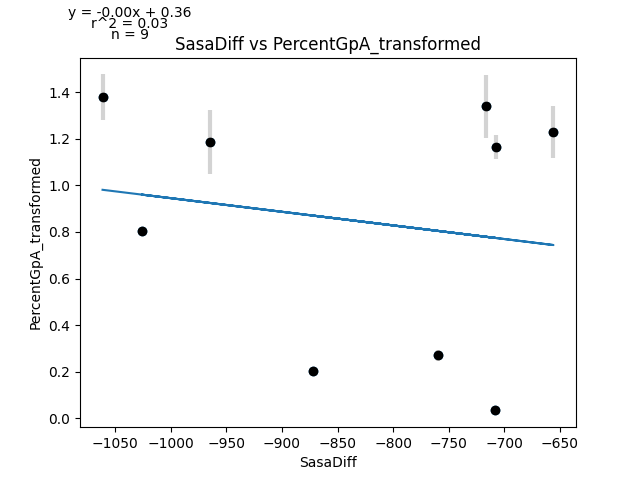 y = -0.00x + 0.36
r^2 = 0.03
n = 9
SasaDiff vs PercentGpA_transformed
PercentGpA_transformed
1.4
1.2
1.0
0.8
0.6
0.4
0.2
0.0
−1050 −1000 −950 −900 −850 −800 −750 −700 −650
SasaDiff